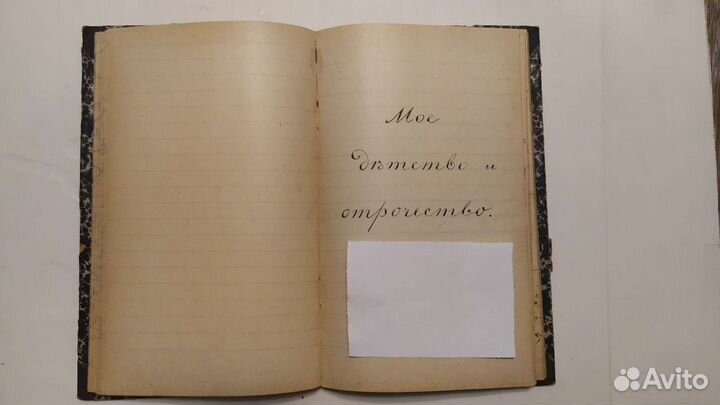 Мое
дѣтство и
отрочество.
Avito